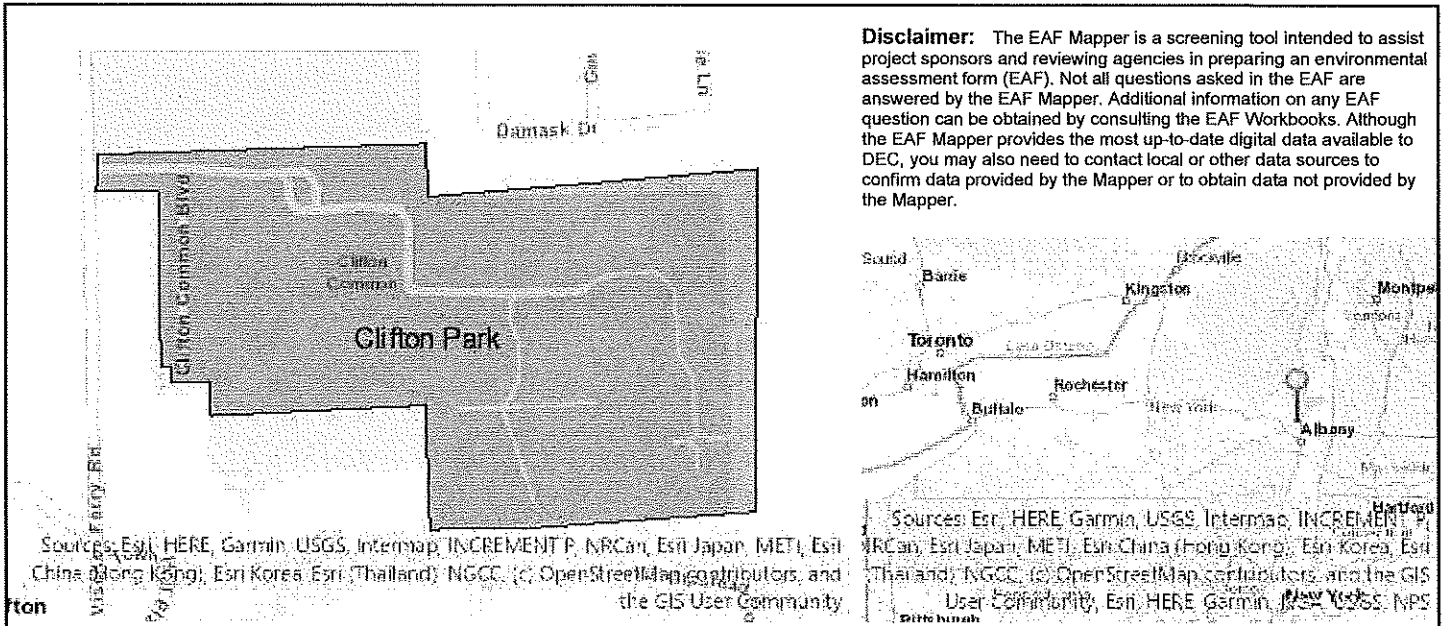 Disclaimer: The EAF Mapper is a screening tool intended to assist
project sponsors and reviewing agencies in preparing an environmental
assessment form (EAF). Not all questions asked in the EAF are
answered by the EAF Mapper. Additional information on any EAF
question can be obtained by consulting the EAF Workbooks. Although
the EAF Mapper provides the most up-to-date digital data available to
DEC, you may also need to contact local or other data sources to
confirm data provided by the Mapper or to obtain data not provided by
the Mapper.
Damask Dr
Clifton Common Blvd
Clifton
Common
Clifton Park
Ferry Rd
Sources: Esri, HERE, Garmin, USGS, Intermap, INCREMENT P, NRCan, Esri Japan, METI, Esri
China (Hong Kong), Esri Korea, Esri (Thailand), NGCC, (c) OpenStreetMap contributors, and
the GIS User Community
fton
Sound
Barrie
Kingston
Montpe
Toronto
Hamilton
Rochester
on
Buffalo
New York
Albany
Hartford
Sources: Esri, HERE, Garmin, USGS, Intermap, INCREMENT P,
NRCan, Esri Japan, METI, Esri China (Hong Kong), Esri Korea, Esri
(Thailand), NGCC, (c) OpenStreetMap contributors, and the GIS
User Community, Esri, HERE, Garmin, USGS, NPS
New York
Pittsburgh